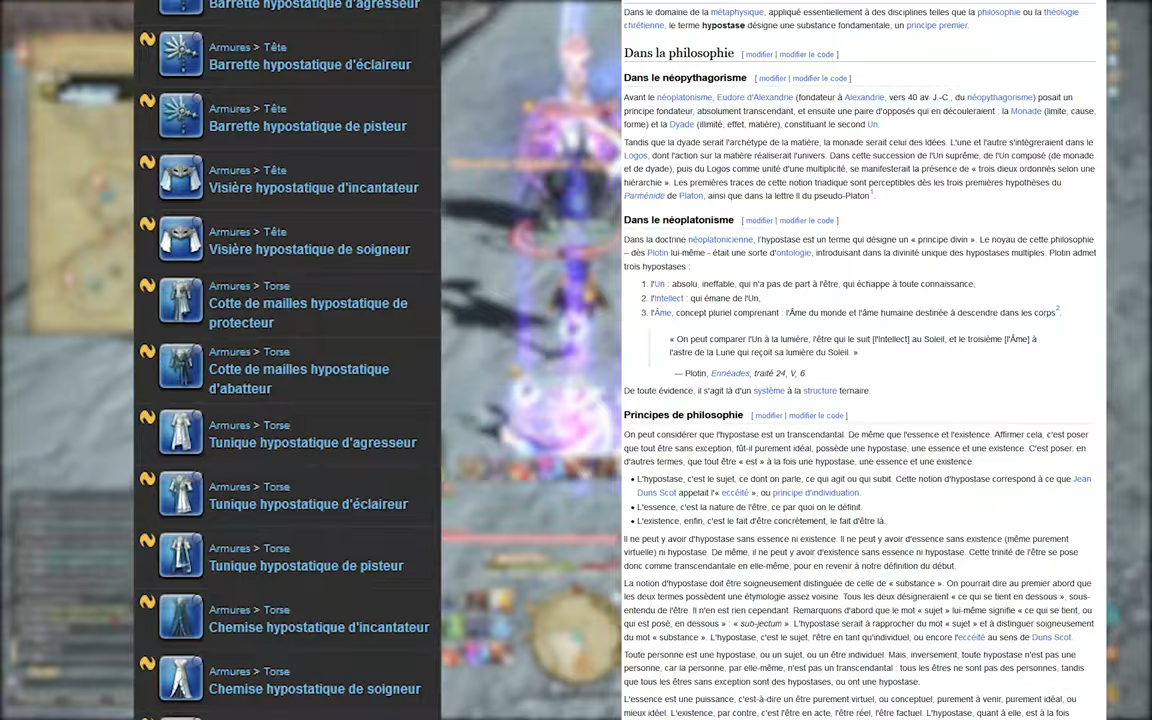 Barrette hypostatique d'agresseur
Armures > Tête
Barrette hypostatique d'éclaireur
Armures > Tête
Barrette hypostatique de pisteur
Armures > Tête
Visière hypostatique d'incantateur
Armures > Tête
Visière hypostatique de soigneur
Armures > Torse
Cotte de mailles hypostatique de
protecteur
Armures > Torse
Cotte de mailles hypostatique
d'abatteur
Armures > Torse
Tunique hypostatique d'agresseur
Armures > Torse
Tunique hypostatique d'éclaireur
Armures > Torse
Tunique hypostatique de pisteur
Armures > Torse
Chemise hypostatique d'incantateur
Armures > Torse
Chemise hypostatique de soigneur
Dans le domaine de la métaphysique, appliqué essentiellement à des disciplines telles que la philosophie ou la théologie
chrétienne, le terme hypostase désigne une substance fondamentale, un principe premier.
Dans la philosophie [ modifier | modifier le code ]
Dans le néopythagorisme [ modifier | modifier le code ]
Avant le néoplatonisme, Eudore d'Alexandrie (fondateur à Alexandrie, vers 40 av. J.-C., du néopythagorisme) posait un
principe fondateur, absolument transcendant, et ensuite une paire d'opposés qui en découleraient : la Monade (limite, cause,
forme) et la Dyade (illimité, effet, matière), constituant le second Un.
Tandis que la dyade serait l'archétype de la matière, la monade serait celui des Idées. L'une et l'autre s'intégreraient dans le
Logos, dont l'action sur la matière réaliserait l'univers. Dans cette succession de l'Un suprême, de l'Un composé (de monade
et de dyade), puis du Logos comme unité d'une multiplicité, se manifesterait la présence de « trois dieux ordonnés selon une
hiérarchie ». Les premières traces de cette notion triadique sont perceptibles dès les trois premières hypothèses du
Parménide de Platon, ainsi que dans la lettre II du pseudo-Platon1.
Dans le néoplatonisme [ modifier | modifier le code ]
Dans la doctrine néoplatonicienne, l'hypostase est un terme qui désigne un « principe divin ». Le noyau de cette philosophie
– dès Plotin lui-même - était une sorte d'ontologie, introduisant dans la divinité unique des hypostases multiples. Plotin admet
trois hypostases :
1. l'Un : absolu, ineffable, qui n'a pas de part à l'être, qui échappe à toute connaissance,
2. l'Intellect : qui émane de l'Un,
3. l'Âme, concept pluriel comprenant : l'Âme du monde et l'âme humaine destinée à descendre dans les corps2.
« On peut comparer l'Un à la lumière, l'être qui le suit [l'Intellect] au Soleil, et le troisième [l'Âme] à
l'astre de la Lune qui reçoit sa lumière du Soleil. »
— Plotin, Ennéades, traité 24, V, 6.
De toute évidence, il s'agit là d'un système à la structure ternaire.
Principes de philosophie [ modifier | modifier le code ]
On peut considérer que l'hypostase est un transcendantal. De même que l'essence et l'existence. Affirmer cela, c'est poser
que tout être sans exception, fût-il purement idéal, possède une hypostase, une essence et une existence. C'est poser, en
d'autres termes, que tout être « est » à la fois une hypostase, une essence et une existence.
• L'hypostase, c'est le sujet, ce dont on parle, ce qui agit ou qui subit. Cette notion d'hypostase correspond à ce que Jean
Duns Scot appelait l'« eccéité », ou principe d'individuation.
• L'essence, c'est la nature de l'être, ce par quoi on le définit.
• L'existence, enfin, c'est le fait d'être concrètement, le fait d'être là.
Il ne peut y avoir d'hypostase sans essence ni existence. Il ne peut y avoir d'essence sans existence (même purement
virtuelle) ni hypostase. De même, il ne peut y avoir d'existence sans essence ni hypostase. Cette trinité de l'être se pose
donc comme transcendantale en elle-même, pour en revenir à notre définition du début.
La notion d'hypostase doit être soigneusement distinguée de celle de « substance ». On pourrait dire au premier abord que
les deux termes possèdent une étymologie assez voisine. Tous les deux désigneraient « ce qui se tient en dessous », sous-
entendu de l'être. Il n'en est rien cependant. Remarquons d'abord que le mot « sujet » lui-même signifie « ce qui se tient, ou
qui est posé, en dessous » : « sub-jectum ». L'hypostase serait à rapprocher du mot « sujet » et à distinguer soigneusement
du mot « substance ». L'hypostase, c'est le sujet, l'être en tant qu'individuel, ou encore l'eccéité au sens de Duns Scot.
Toute personne est une hypostase, ou un sujet, ou un être individuel. Mais, inversement, toute hypostase n'est pas une
personne, car la personne, par elle-même, n'est pas un transcendantal : tous les êtres ne sont pas des personnes, tandis
que tous les êtres sans exception sont des hypostases, ou ont une hypostase.
L'essence est une puissance, c'est-à-dire un être purement virtuel, ou conceptuel, purement à venir, purement idéal, ou
mieux idéel. L'existence, par contre, c'est l'être en acte, l'être réel, l'être factuel. L'hypostase, quant à elle, est à la fois